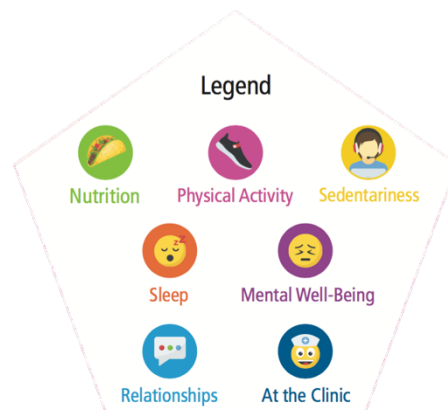 Legend
Nutrition Physical Activity Sedentariness
Sleep Mental Well-Being
Relationships At the Clinic